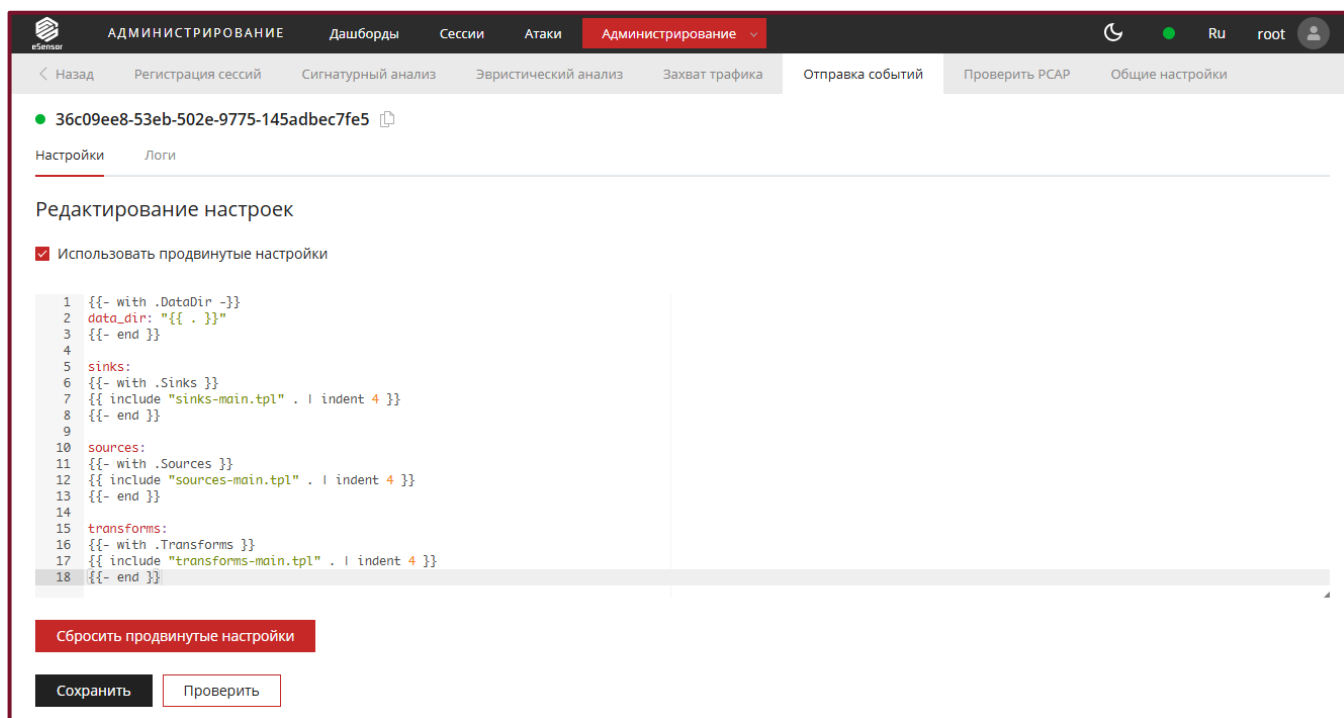 eSensor АДМИНИСТРИРОВАНИЕ Дашборды Сессии Атаки Администрирование Ru root
Назад Регистрация сессий Сигнатурный анализ Эвристический анализ Захват трафика Отправка событий Проверить PCAP Общие настройки
36c09ee8-53eb-502e-9775-145adbec7fe5
Настройки Логи
Редактирование настроек
Использовать продвинутые настройки
1 {{- with .DataDir -}}
2 data_dir: "{{ . }}"
3 {{- end }}
4
5 sinks:
6 {{- with .Sinks }}
7 {{ include "sinks-main.tpl" . | indent 4 }}
8 {{- end }}
9
10 sources:
11 {{- with .Sources }}
12 {{ include "sources-main.tpl" . | indent 4 }}
13 {{- end }}
14
15 transforms:
16 {{- with .Transforms }}
17 {{ include "transforms-main.tpl" . | indent 4 }}
18 {{- end }}
Сбросить продвинутые настройки
Сохранить Проверить